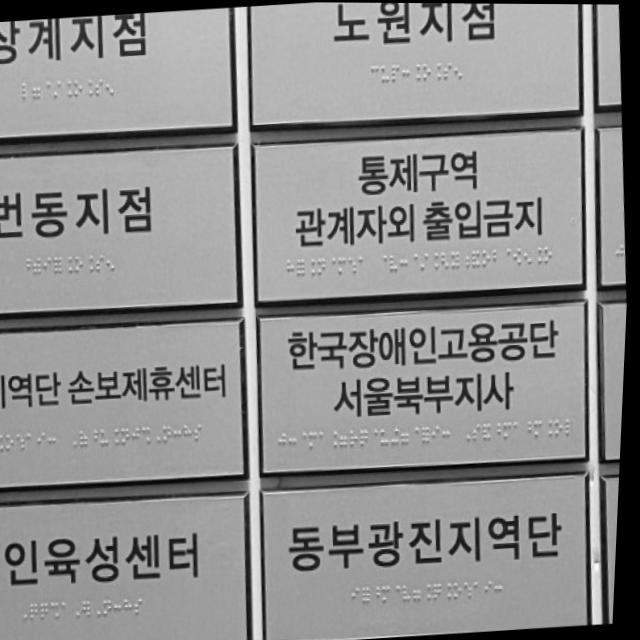 상계지점
노원지점
번동지점
통제구역
관계자외 출입금지
지역단 손보제휴센터
한국장애인고용공단
서울북부지사
인육성센터
동부광진지역단